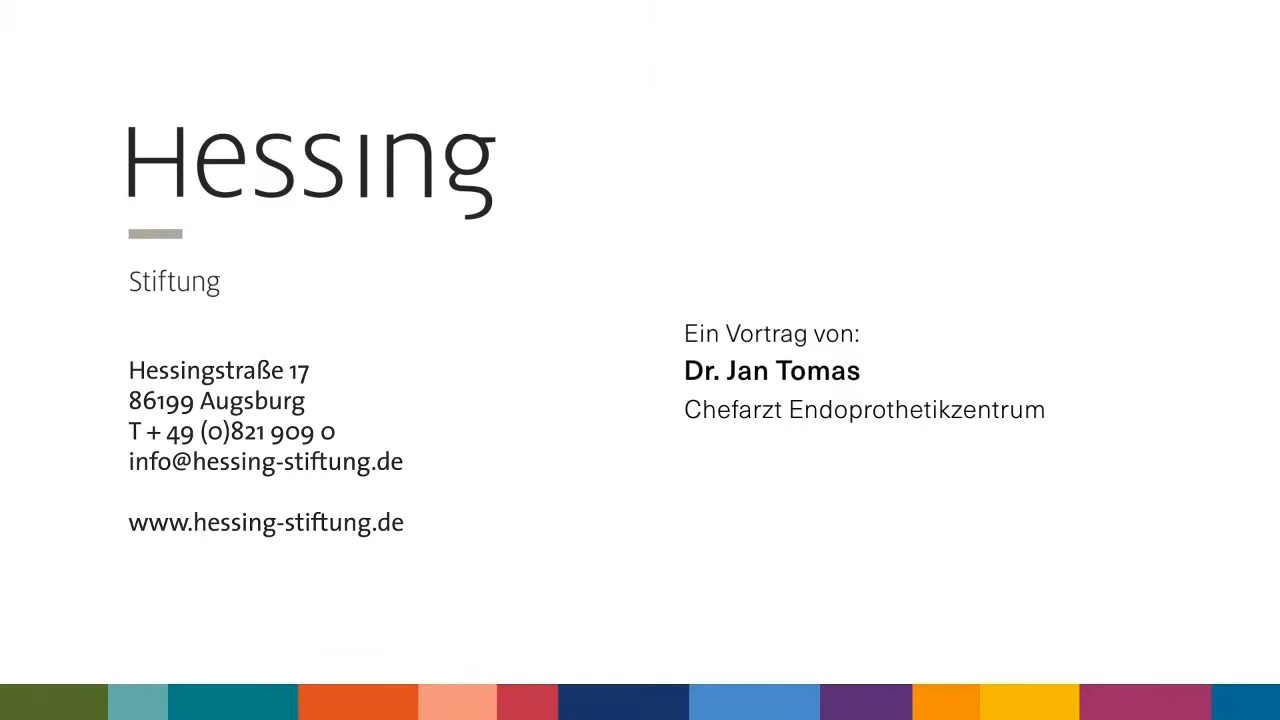 Hessing
Stiftung
Hessingstraße 17
86199 Augsburg
T + 49 (0)821 909 0
info@hessing-stiftung.de
www.hessing-stiftung.de
Ein Vortrag von:
Dr. Jan Tomas
Chefarzt Endoprothetikzentrum